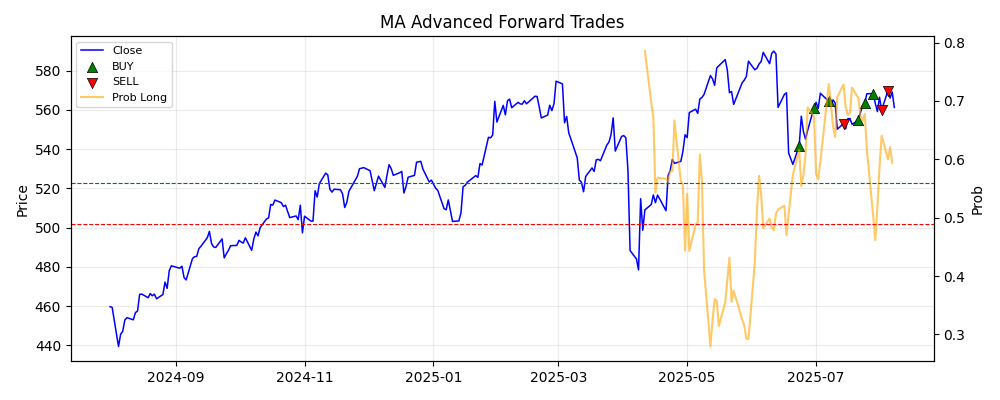 MA Advanced Forward Trades
Close
BUY
SELL
Prob Long
Price
580
560
540
520
500
480
460
440
0.8
0.7
0.6
0.5
0.4
0.3
Prob
2024-09
2024-11
2025-01
2025-03
2025-05
2025-07